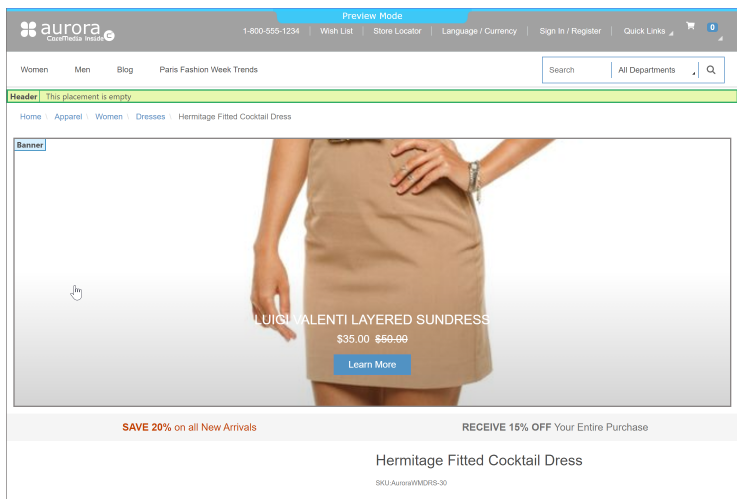 Preview Mode
aurora
CoreMedia Inside
1-800-555-1234 Wish List Store Locator Language / Currency Sign In / Register Quick Links 0
Women Men Blog Paris Fashion Week Trends Search All Departments
Header This placement is empty
Home \ Apparel \ Women \ Dresses \ Hermitage Fitted Cocktail Dress
Banner
LUIGI VALENTI LAYERED SUNDRESS
$35.00 $50.00
Learn More
SAVE 20% on all New Arrivals RECEIVE 15% OFF Your Entire Purchase
Hermitage Fitted Cocktail Dress
SKU:AuroraWMDRS-30